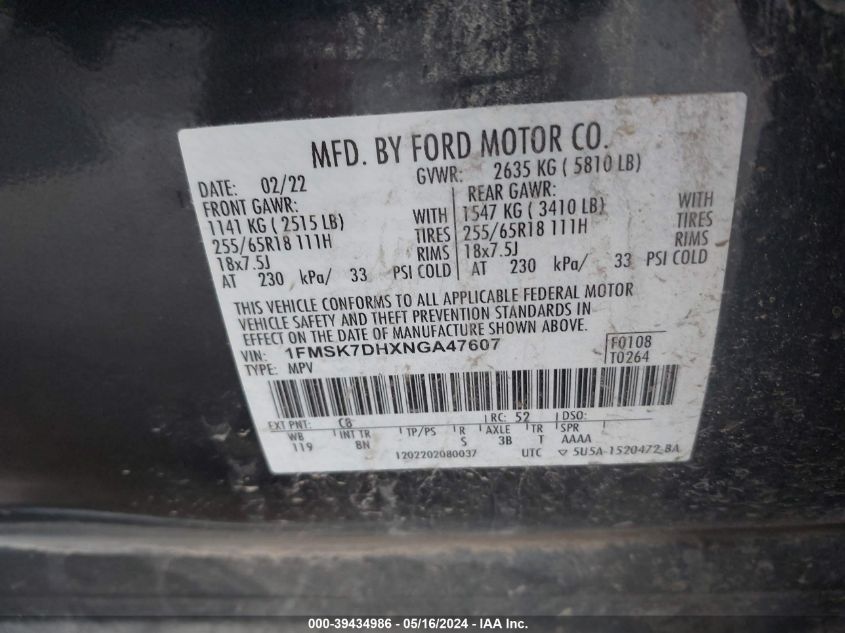 MFD. BY FORD MOTOR CO.
DATE: 02/22 GVWR: 2635 KG ( 5810 LB)
FRONT GAWR: REAR GAWR:
1141 KG ( 2515 LB) WITH 1547 KG ( 3410 LB) WITH
255/65R18 111H TIRES 255/65R18 111H TIRES
18x7.5J RIMS 18x7.5J RIMS
AT 230 kPa/ 33 PSI COLD AT 230 kPa/ 33 PSI COLD
THIS VEHICLE CONFORMS TO ALL APPLICABLE FEDERAL MOTOR
VEHICLE SAFETY AND THEFT PREVENTION STANDARDS IN
EFFECT ON THE DATE OF MANUFACTURE SHOWN ABOVE.
VIN: 1FMSK7DHXNGA47607 F0108
TYPE: MPV T0264
EXT PNT: C8 RC: 52 DSO:
WB INT TR TP/PS R AXLE TR SPR
119 8N S 3B T AAAA
1202202080037 UTC ▽ 5U5A-1520472-BA
000-39434986 - 05/16/2024 - IAA Inc.